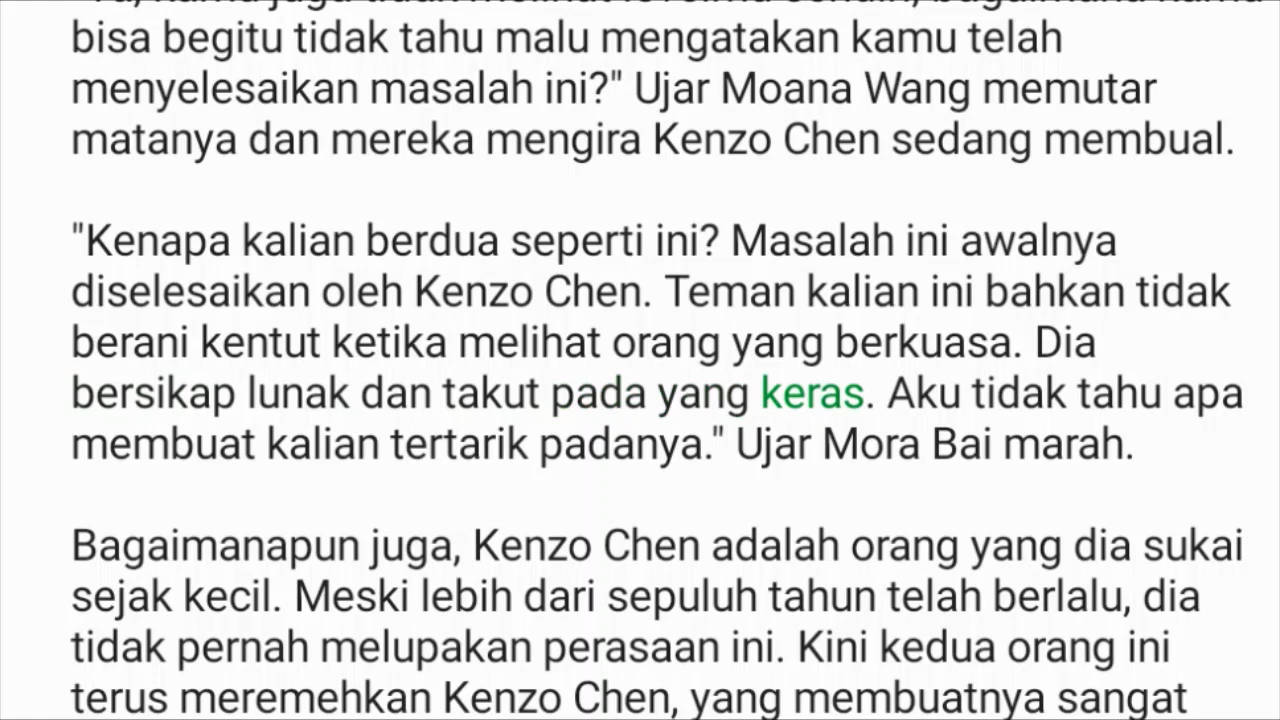 bisa begitu tidak tahu malu mengatakan kamu telah
menyelesaikan masalah ini?" Ujar Moana Wang memutar
matanya dan mereka mengira Kenzo Chen sedang membual.
"Kenapa kalian berdua seperti ini? Masalah ini awalnya
diselesaikan oleh Kenzo Chen. Teman kalian ini bahkan tidak
berani kentut ketika melihat orang yang berkuasa. Dia
bersikap lunak dan takut pada yang keras. Aku tidak tahu apa
membuat kalian tertarik padanya." Ujar Mora Bai marah.
Bagaimanapun juga, Kenzo Chen adalah orang yang dia sukai
sejak kecil. Meski lebih dari sepuluh tahun telah berlalu, dia
tidak pernah melupakan perasaan ini. Kini kedua orang ini
terus meremehkan Kenzo Chen, yang membuatnya sangat